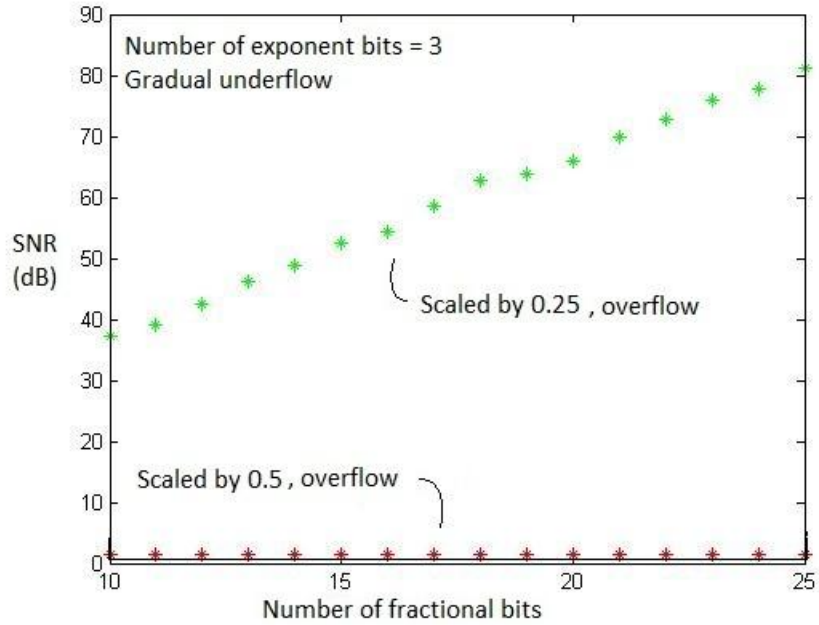 90
80
70
60
50
40
30
20
10
0
Number of exponent bits = 3
Gradual underflow
SNR
(dB)
Scaled by 0.25 , overflow
Scaled by 0.5 , overflow
10
15
20
25
Number of fractional bits